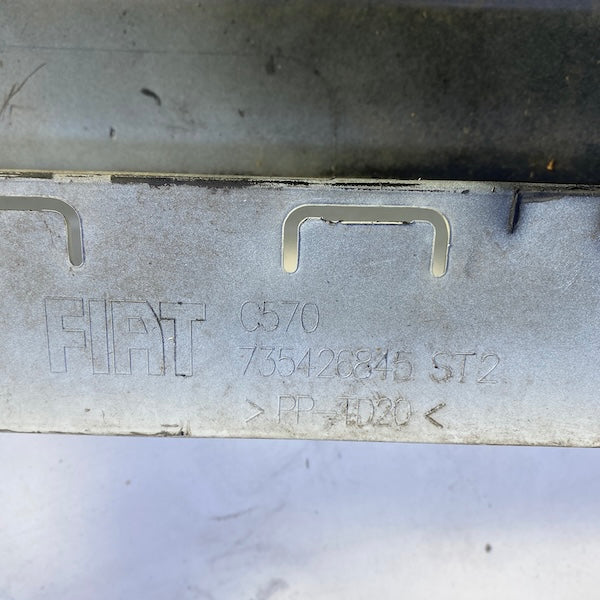 FIAT
C570
735426845 ST2
> PP-TD20 <